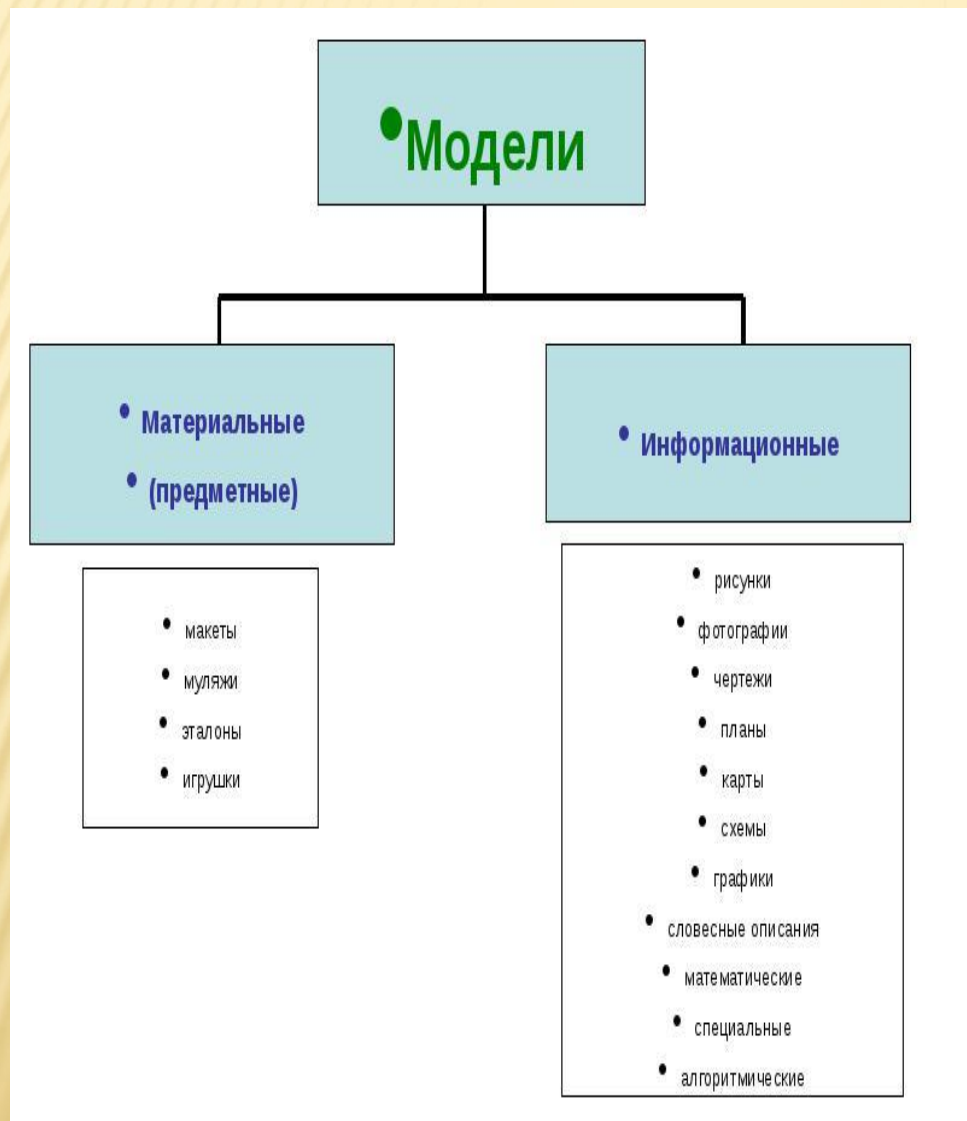 •Модели
• Материальные
• (предметные)
• Информационные
• макеты
• муляжи
• эталоны
• игрушки
• рисунки
• фотографии
• чертежи
• планы
• карты
• схемы
• графики
• словесные описания
• математические
• специальные
• алгоритмические